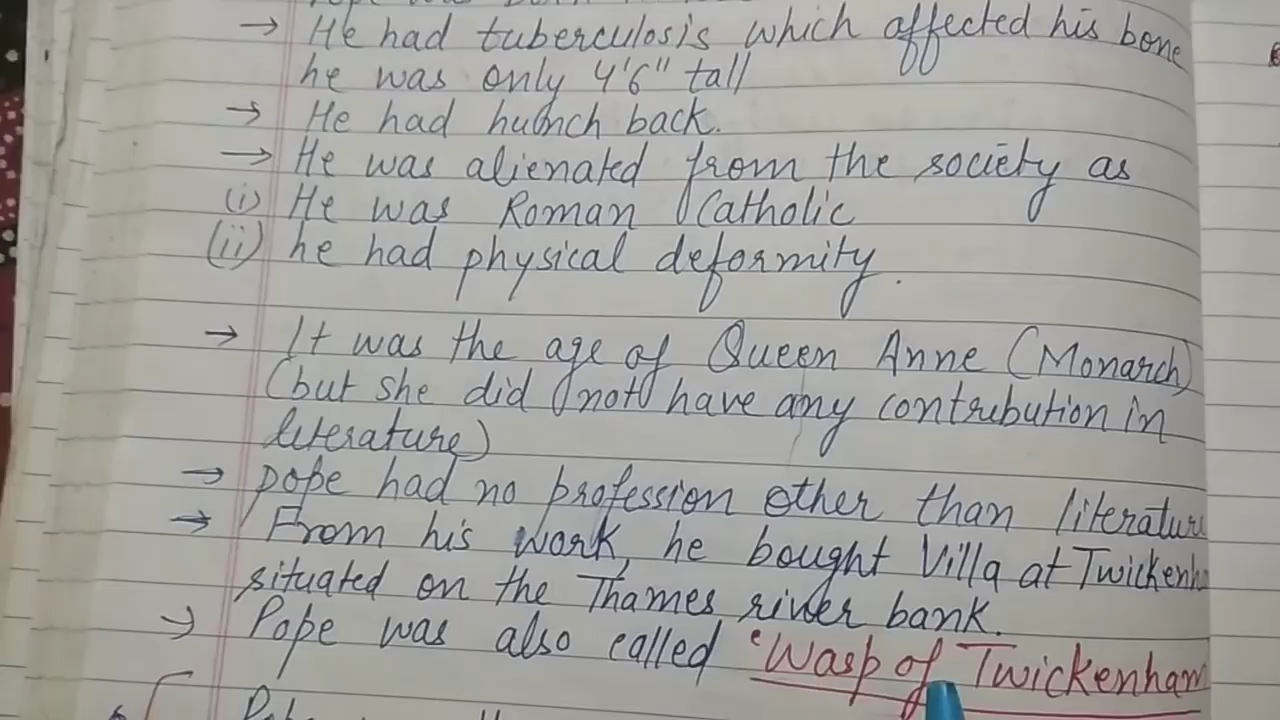 → He had tuberculosis which affected his bone
he was only 4'6" tall
→ He had hunch back.
→ He was alienated from the society as
(i) He was Roman Catholic
(ii) he had physical deformity.
→ It was the age of Queen Anne (Monarch)
(but she did not have any contribution in
literature)
→ Pope had no profession other than literatur
→ From his work, he bought Villa at Twickenh
situated on the Thames river bank.
→ Pope was also called 'Wasp of Twickenham